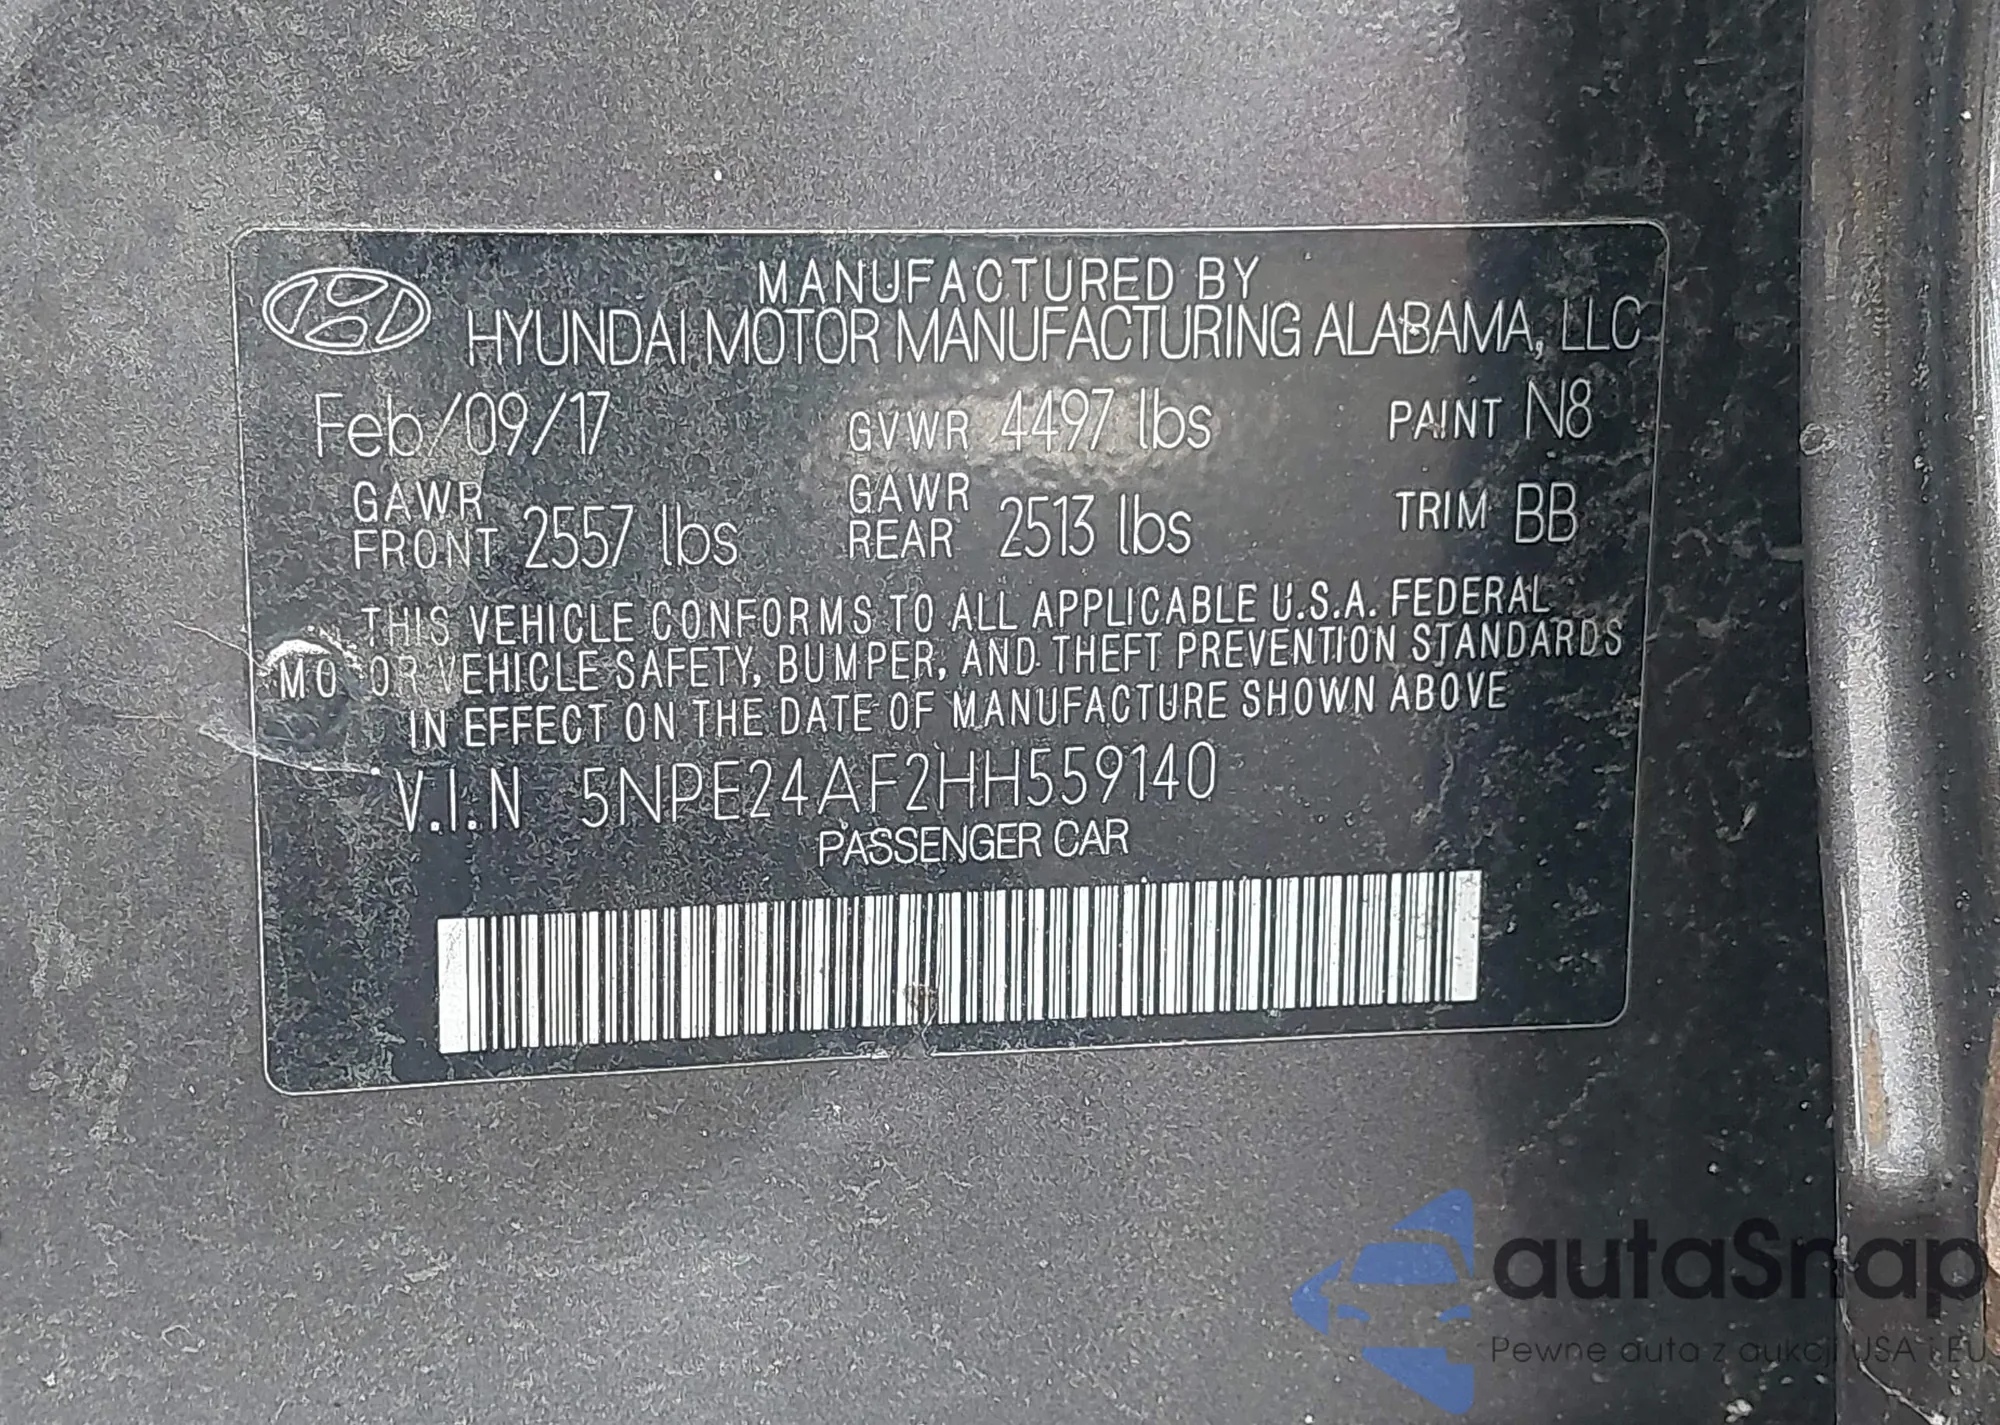 MANUFACTURED BY
HYUNDAI MOTOR MANUFACTURING ALABAMA, LLC
Feb/09/17 GVWR 4497 lbs PAINT N8
GAWR FRONT 2557 lbs GAWR REAR 2513 lbs TRIM BB
THIS VEHICLE CONFORMS TO ALL APPLICABLE U.S.A. FEDERAL
MOTOR VEHICLE SAFETY, BUMPER, AND THEFT PREVENTION STANDARDS
IN EFFECT ON THE DATE OF MANUFACTURE SHOWN ABOVE
V.I.N 5NPE24AF2HH559140
PASSENGER CAR
autaSnap
Pewne auta z aukcji USA i EU